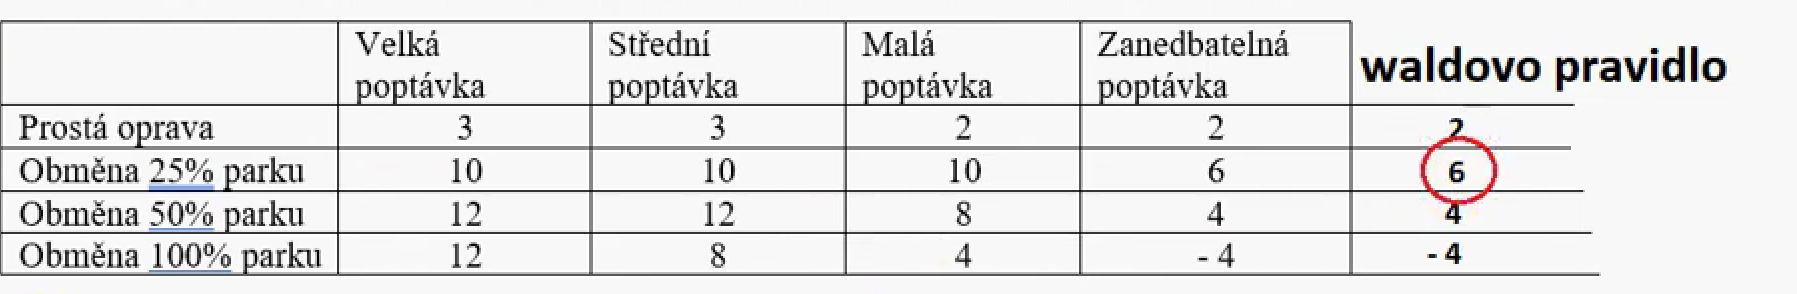 Velká poptávka Střední poptávka Malá poptávka Zanedbatelná poptávka waldovo pravidlo
Prostá oprava 3 3 2 2 2
Obměna 25% parku 10 10 10 6 6
Obměna 50% parku 12 12 8 4 4
Obměna 100% parku 12 8 4 - 4 - 4